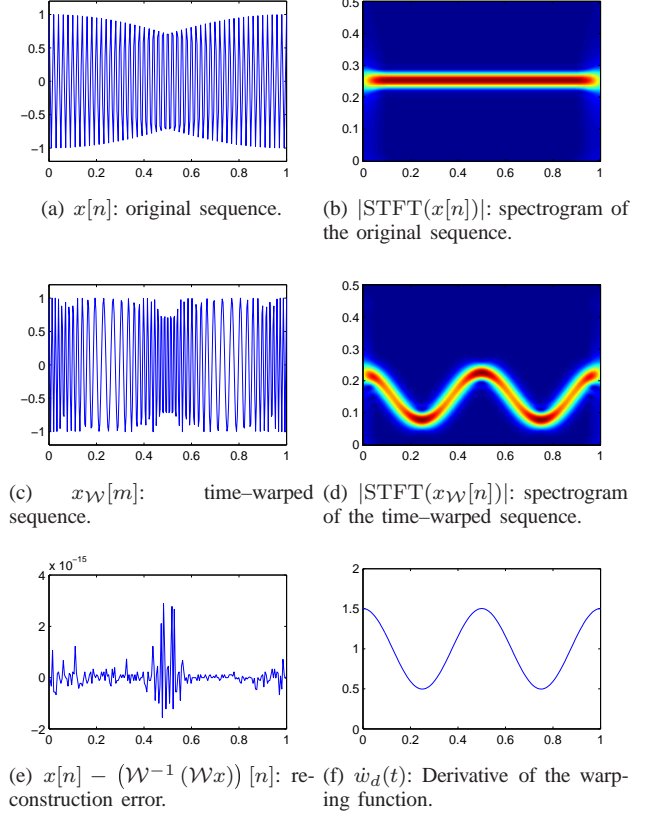 1
0.5
0
−0.5
−1
0 0.2 0.4 0.6 0.8 1
(a) x[n]: original sequence.
0.5
0.4
0.3
0.2
0.1
0
0 0.2 0.4 0.6 0.8 1
(b) |STFT(x[n])|: spectrogram of
the original sequence.
1
0.5
0
−0.5
−1
0 0.2 0.4 0.6 0.8 1
(c) x𝒲[m]: time–warped
sequence.
0.5
0.4
0.3
0.2
0.1
0
0 0.2 0.4 0.6 0.8 1
(d) |STFT(x𝒲[n])|: spectrogram
of the time–warped sequence.
x 10⁻¹⁵
4
2
0
−2
0 0.2 0.4 0.6 0.8 1
(e) x[n] − (𝒲⁻¹ (𝒲x)) [n]: re-
construction error.
2
1.5
1
0.5
0
0 0.2 0.4 0.6 0.8 1
(f) ẇ_d(t): Derivative of the warp-
ing function.